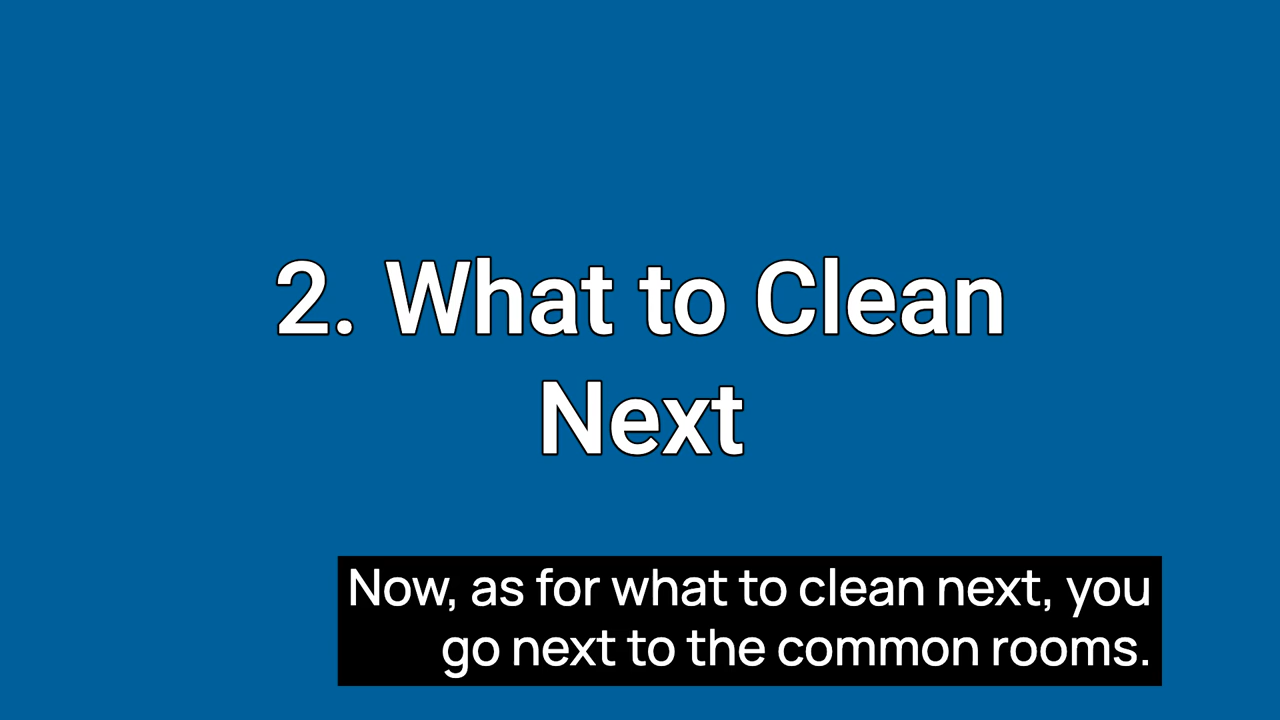 2. What to Clean
Next
Now, as for what to clean next, you
go next to the common rooms.